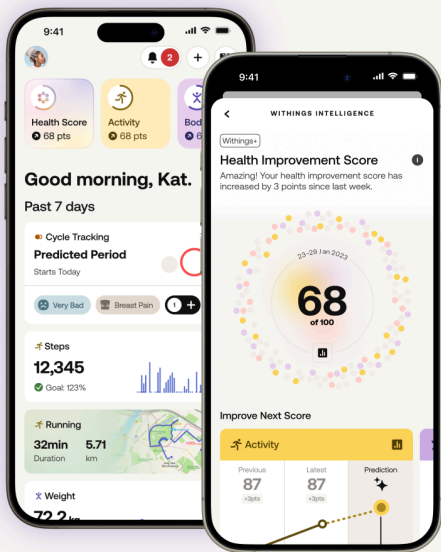 9:41
2
Health Score
68 pts
Activity
68 pts
Bod
6
Good morning, Kat.
Past 7 days
Cycle Tracking
Predicted Period
Starts Today
Very Bad
Breast Pain
1
Steps
12,345
Goal: 123%
Running
32min
5.71
Duration
km
Weight
72.2 kg
9:41
WITHINGS INTELLIGENCE
Withings+
Health Improvement Score
Amazing! Your health improvement score has
increased by 3 points since last week.
23-29 Jan 2023
68
of 100
Improve Next Score
Activity
Previous
Latest
Prediction
87
87
+3pts
+3pts